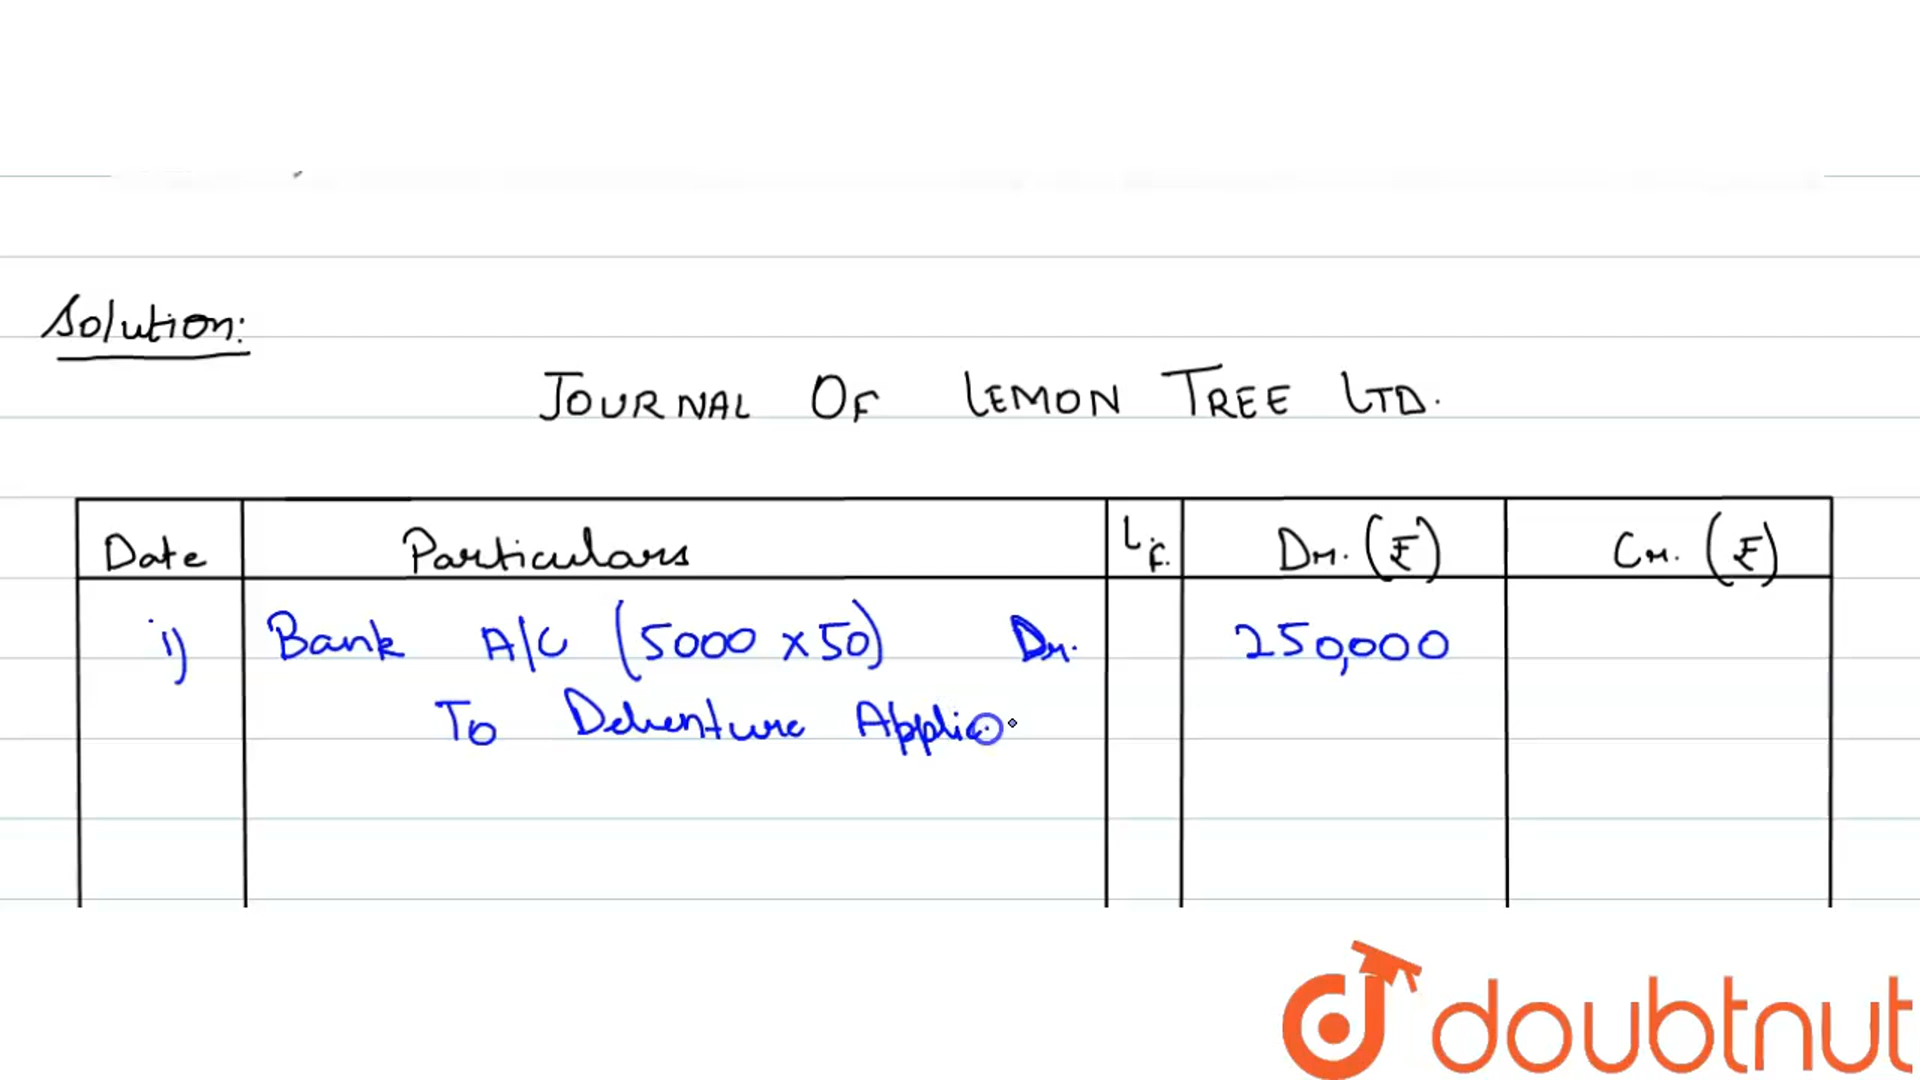 Solution:
JOURNAL OF LEMON TREE LTD.
Date Particulars L.F. Dr. (₹) Cr. (₹)
i) Bank A/C (5000 x 50) Dr. 250,000
To Debenture Applica
doubtnut